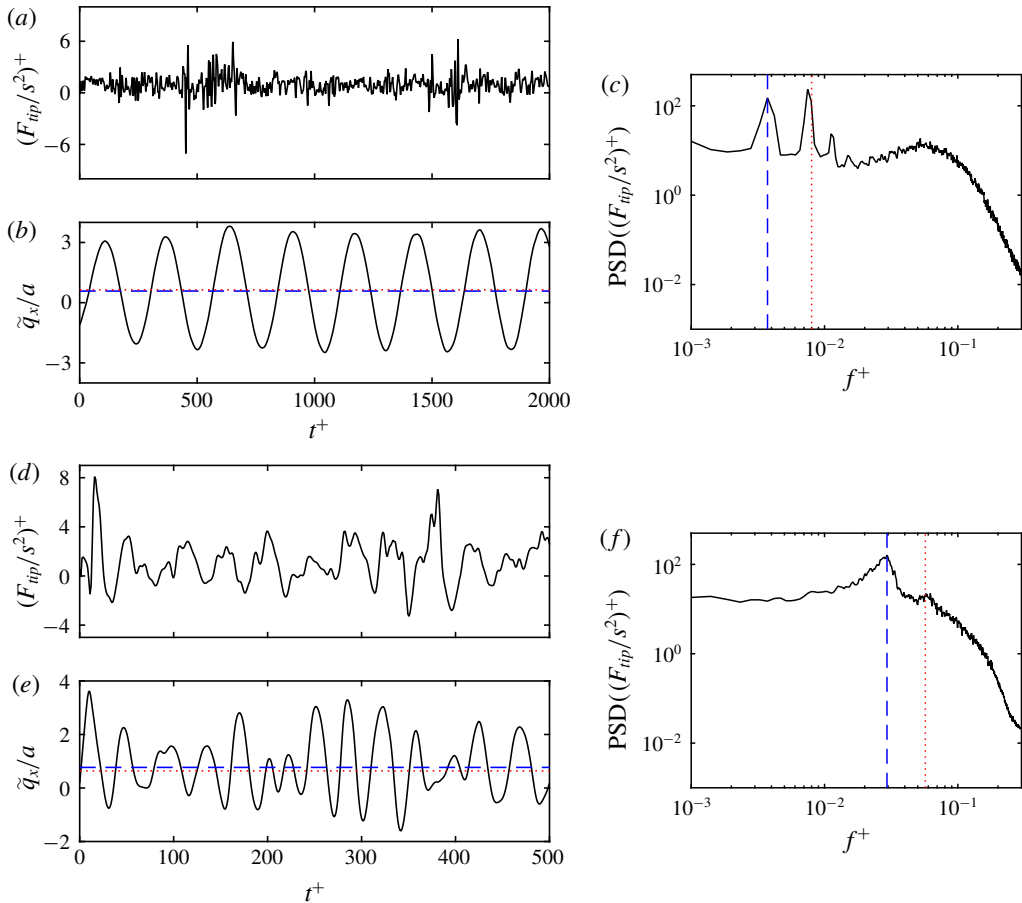 (a)
6
0
−6
(F_tip/s²)⁺
(b)
3
0
−3
q̃ₓ/a
0 500 1000 1500 2000
t⁺
(c)
10² 10⁰ 10⁻²
PSD((F_tip/s²)⁺)
10⁻³ 10⁻² 10⁻¹
f⁺
(d)
8
4
0
−4
(F_tip/s²)⁺
(e)
4
2
0
−2
q̃ₓ/a
0 100 200 300 400 500
t⁺
(f)
10² 10⁰ 10⁻²
PSD((F_tip/s²)⁺)
10⁻³ 10⁻² 10⁻¹
f⁺